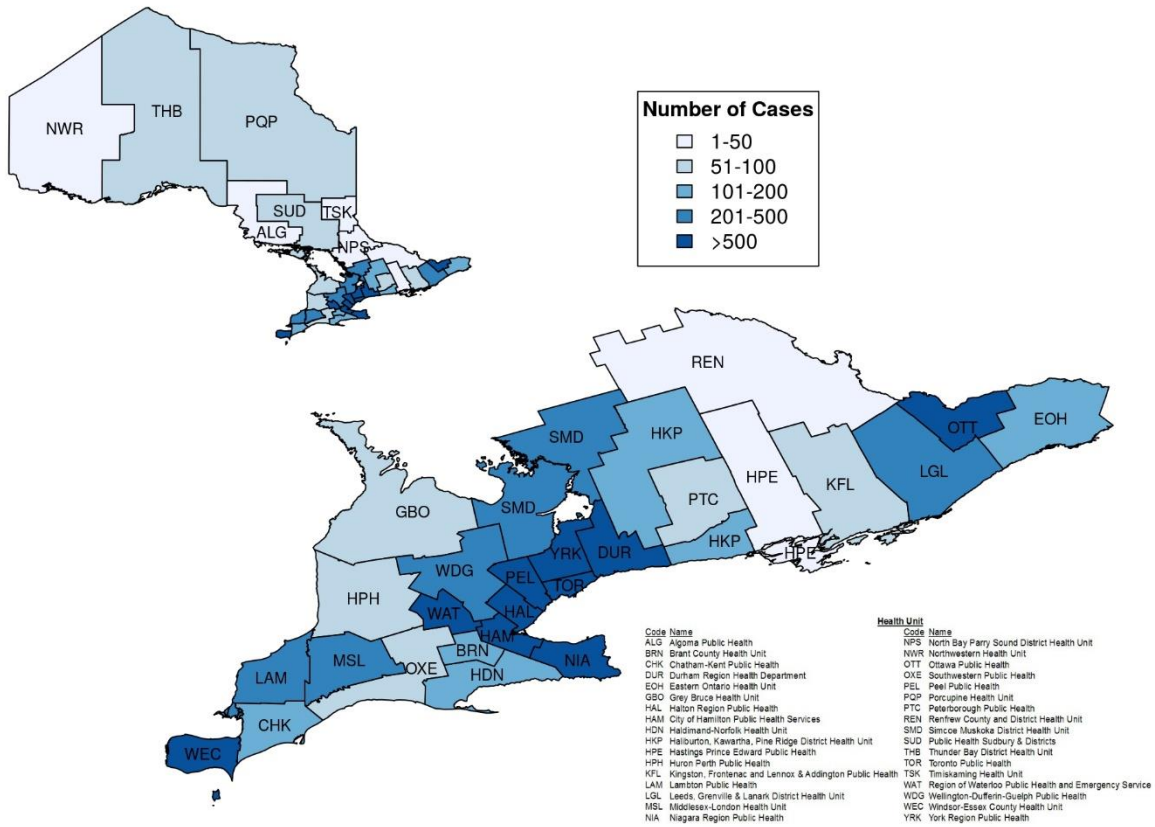 NWR
THB
PQP
SUD
TSK
ALG
NPS
Number of Cases
1-50
51-100
101-200
201-500
>500
REN
SMD
HKP
OTT
EOH
HPE
KFL
LGL
PTC
GBO
SMD
HKP
HPE
YRK
DUR
WDG
PEL
TOR
HPH
WAT
HAL
HAM
BRN
NIA
OXE
HDN
MSL
LAM
CHK
WEC
Health Unit
Code Name
ALG Algoma Public Health
BRN Brant County Health Unit
CHK Chatham-Kent Public Health
DUR Durham Region Health Department
EOH Eastern Ontario Health Unit
GBO Grey Bruce Health Unit
HAL Halton Region Public Health
HAM City of Hamilton Public Health Services
HDN Haldimand-Norfolk Health Unit
HKP Haliburton, Kawartha, Pine Ridge District Health Unit
HPE Hastings Prince Edward Public Health
HPH Huron Perth Public Health
KFL Kingston, Frontenac and Lennox & Addington Public Health
LAM Lambton Public Health
LGL Leeds, Grenville & Lanark District Health Unit
MSL Middlesex-London Health Unit
NIA Niagara Region Public Health
Code Name
NPS North Bay Parry Sound District Health Unit
NWR Northwestern Health Unit
OTT Ottawa Public Health
OXE Southwestern Public Health
PEL Peel Public Health
PQP Porcupine Health Unit
PTC Peterborough Public Health
REN Renfrew County and District Health Unit
SMD Simcoe Muskoka District Health Unit
SUD Public Health Sudbury & Districts
THB Thunder Bay District Health Unit
TOR Toronto Public Health
TSK Timiskaming Health Unit
WAT Region of Waterloo Public Health and Emergency Service
WDG Wellington-Dufferin-Guelph Public Health
WEC Windsor-Essex County Health Unit
YRK York Region Public Health